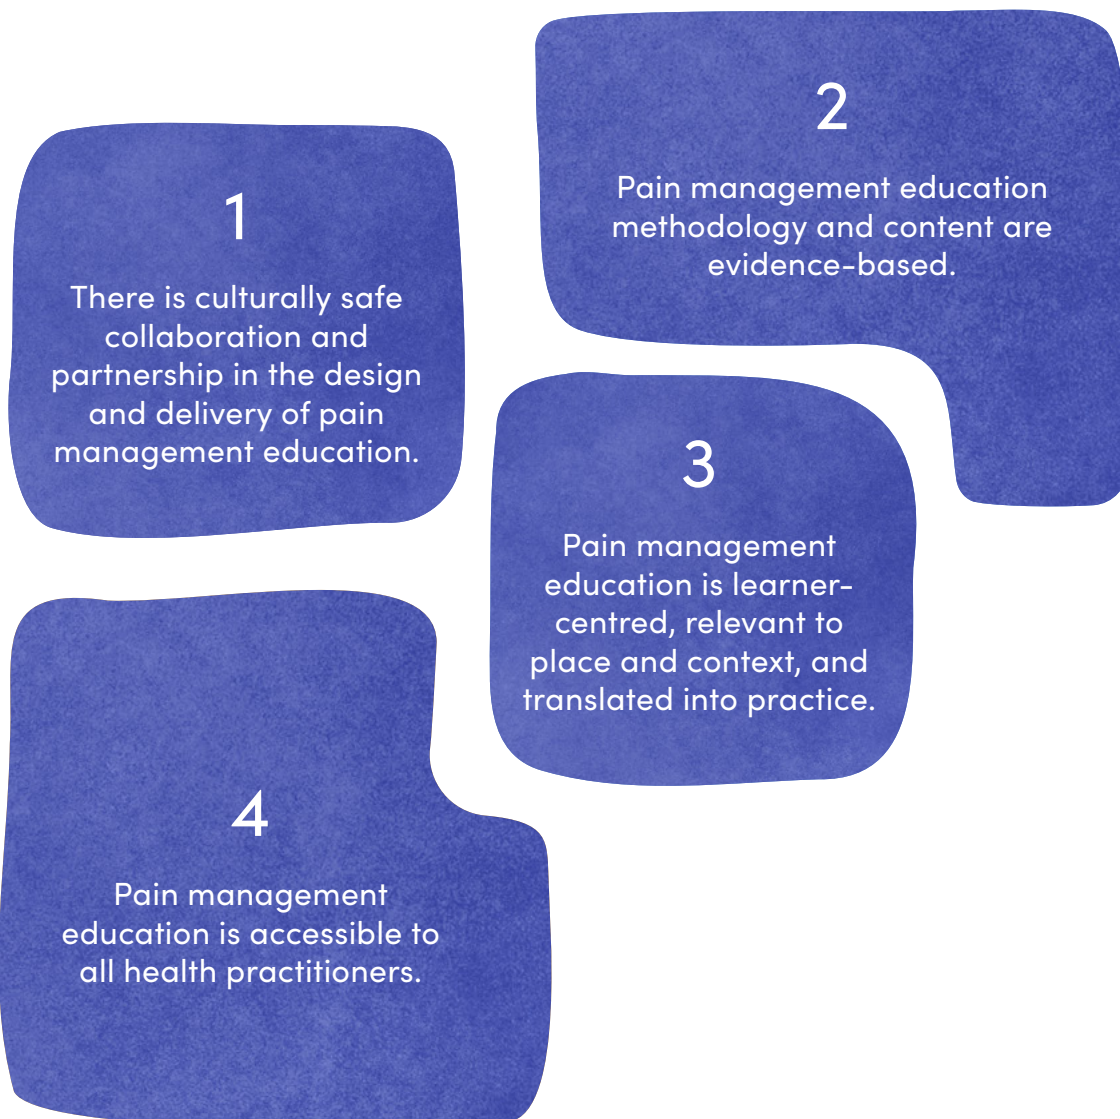 1
There is culturally safe
collaboration and
partnership in the design
and delivery of pain
management education.
2
Pain management education
methodology and content are
evidence-based.
3
Pain management
education is learner-
centred, relevant to
place and context, and
translated into practice.
4
Pain management
education is accessible to
all health practitioners.